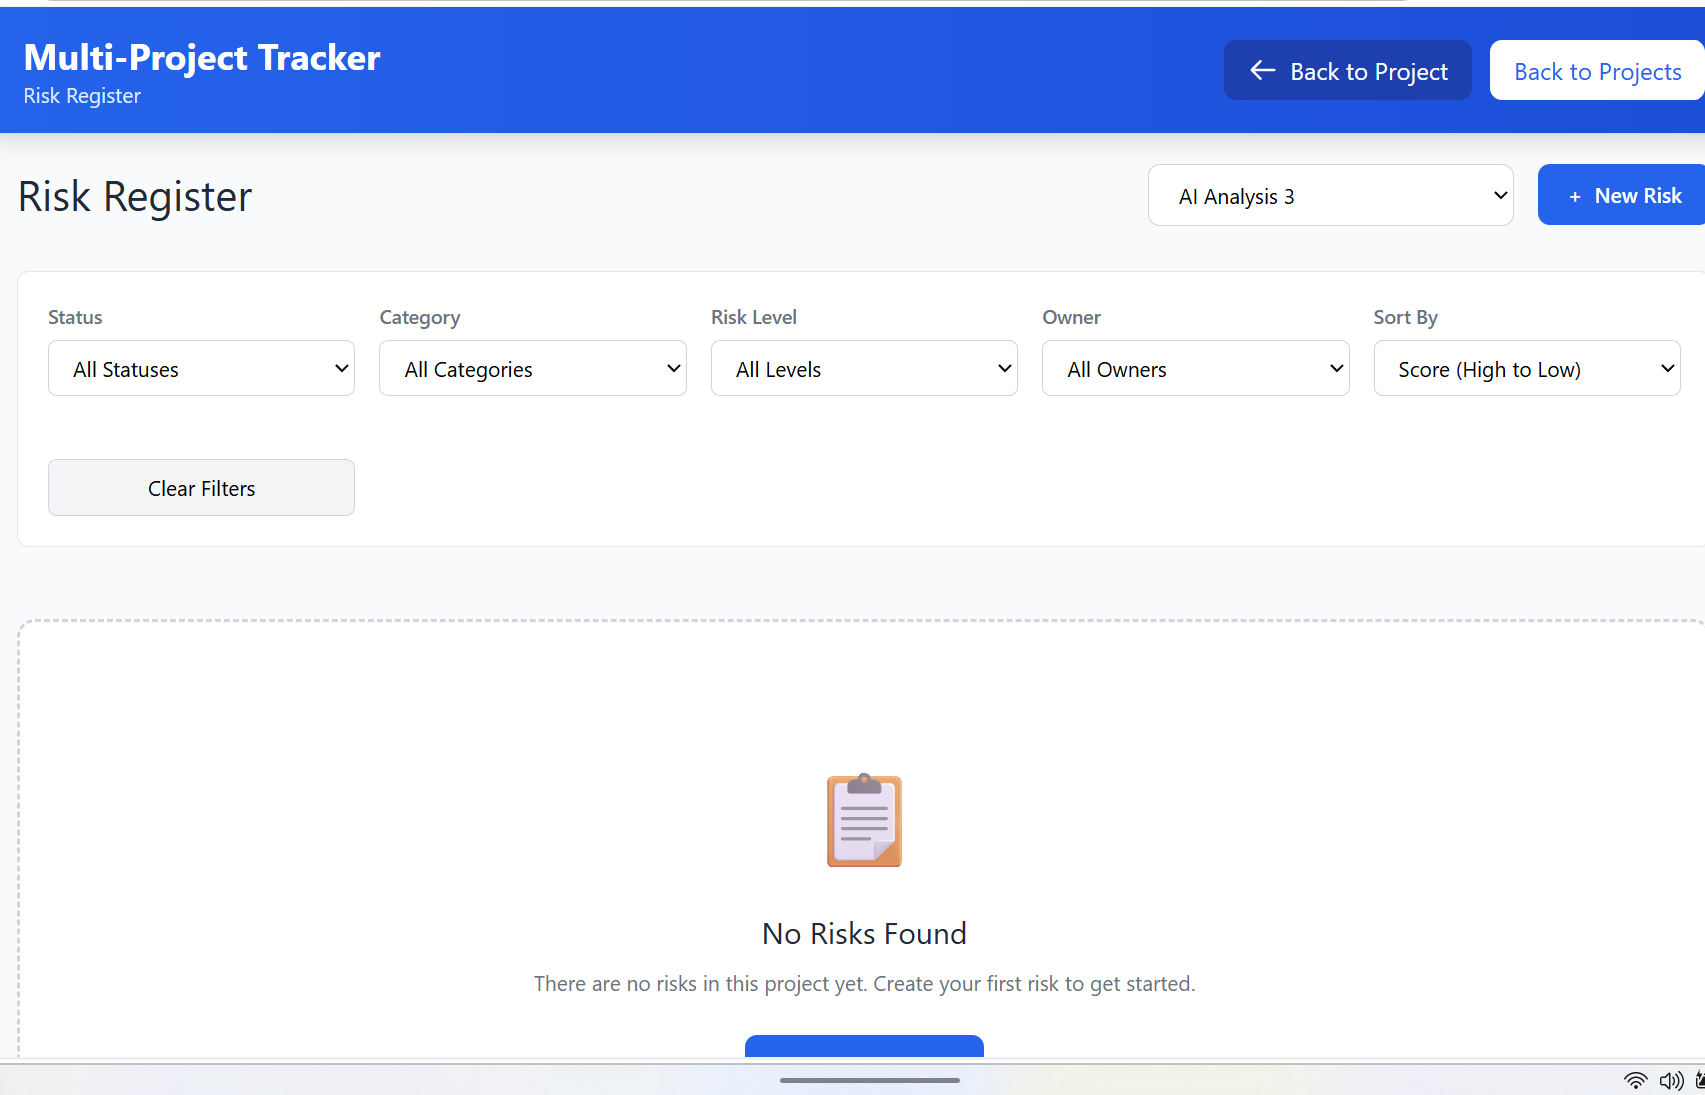 Multi-Project Tracker
Risk Register
← Back to Project
Back to Projects
Risk Register
AI Analysis 3
+ New Risk
Status
Category
Risk Level
Owner
Sort By
All Statuses
All Categories
All Levels
All Owners
Score (High to Low)
Clear Filters
No Risks Found
There are no risks in this project yet. Create your first risk to get started.